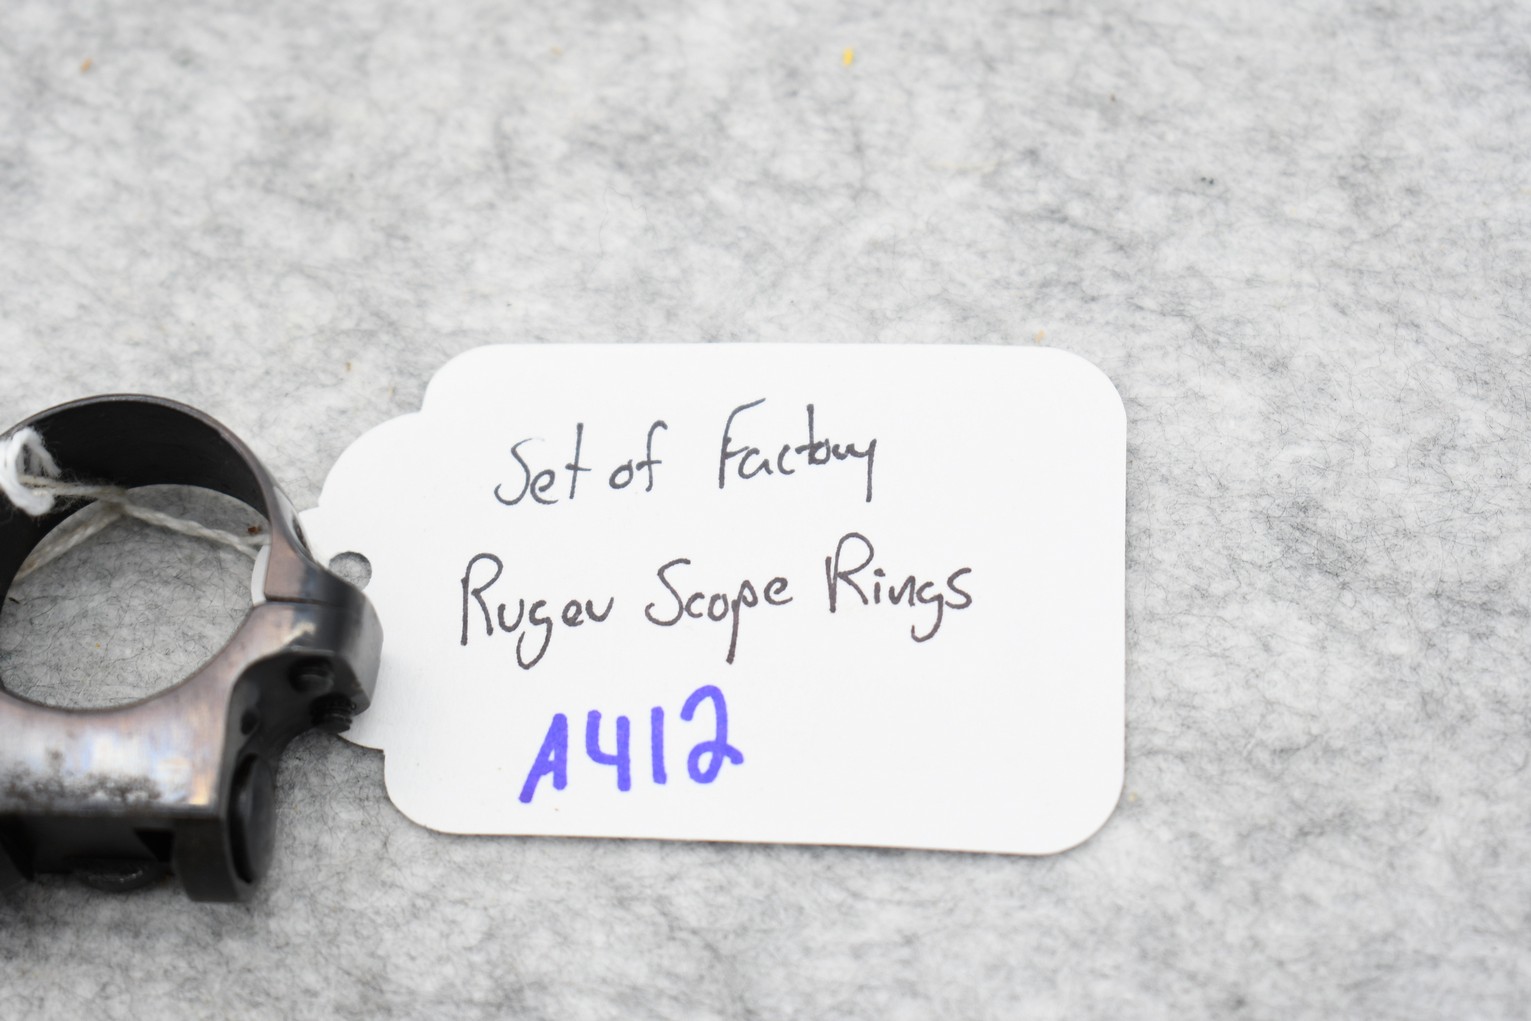 Set of Factory
Ruger Scope Rings
A412